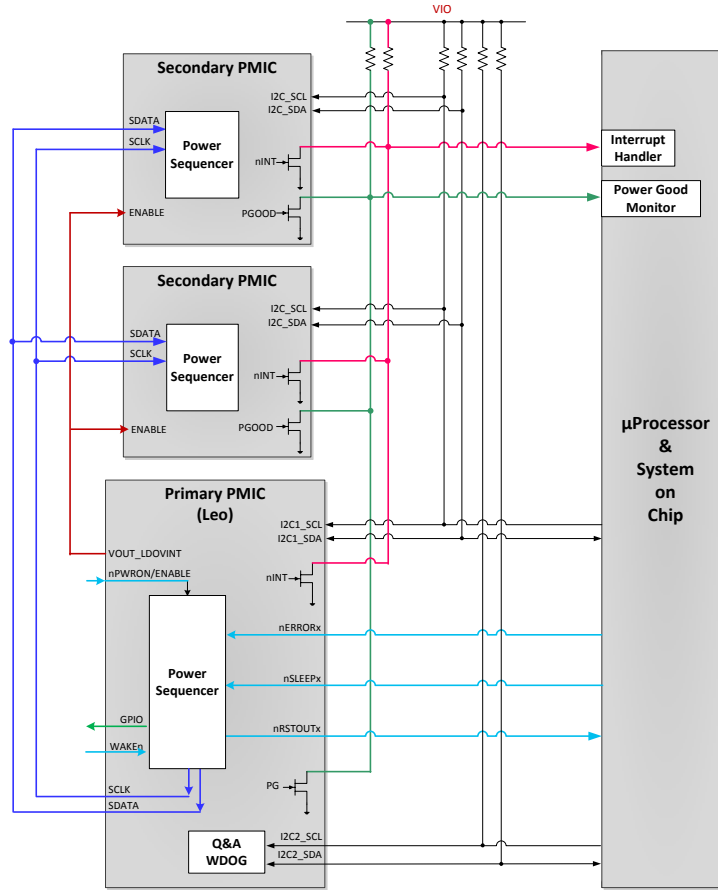 VIO
Secondary PMIC
I2C_SCL
I2C_SDA
SDATA
SCLK
Power
Sequencer
nINT
PGOOD
ENABLE
Interrupt
Handler
Power Good
Monitor
Secondary PMIC
I2C_SCL
I2C_SDA
SDATA
SCLK
Power
Sequencer
nINT
PGOOD
ENABLE
µProcessor
&
System
on
Chip
Primary PMIC
(Leo)
I2C1_SCL
I2C1_SDA
VOUT_LDOVINT
nPWRON/ENABLE
nINT
nERRORx
Power
Sequencer
nSLEEPx
GPIO
nRSTOUTx
WAKEn
PG
SCLK
SDATA
Q&A
WDOG
I2C2_SCL
I2C2_SDA